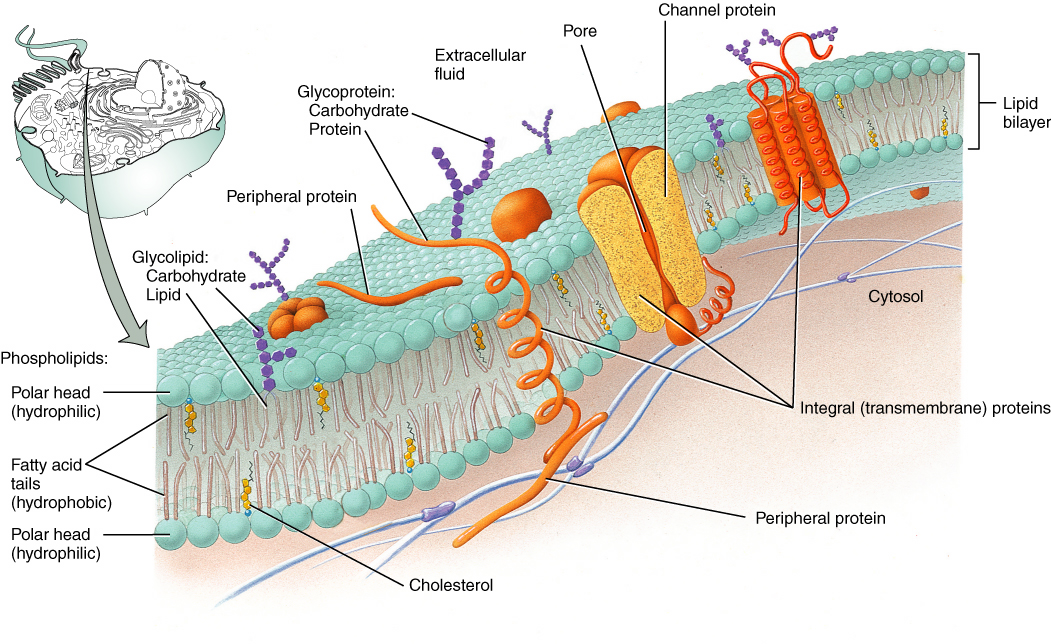 Channel protein
Pore
Extracellular
fluid
Glycoprotein:
Carbohydrate
Protein
Lipid
bilayer
Peripheral protein
Glycolipid:
Carbohydrate
Lipid
Cytosol
Phospholipids:
Polar head
(hydrophilic)
Integral (transmembrane) proteins
Fatty acid
tails
(hydrophobic)
Peripheral protein
Polar head
(hydrophilic)
Cholesterol